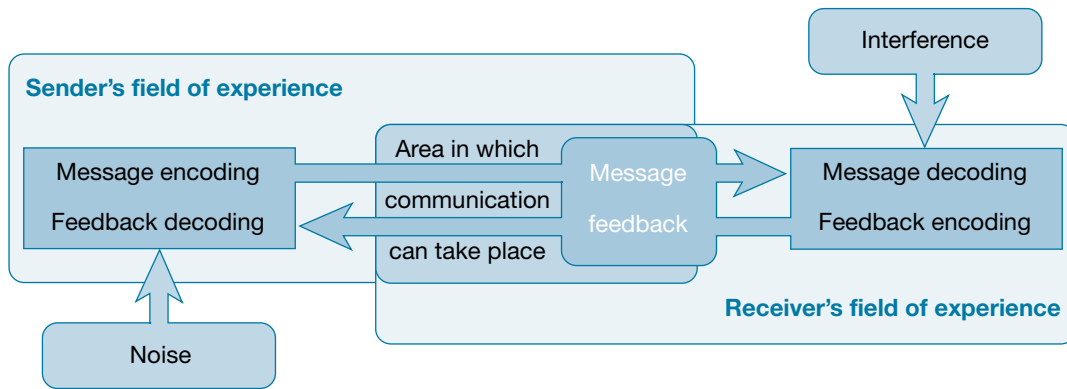 Interference
Sender’s field of experience
Area in which
Message encoding
Message
Message decoding
communication
Feedback decoding
feedback
Feedback encoding
can take place
Receiver’s field of experience
Noise